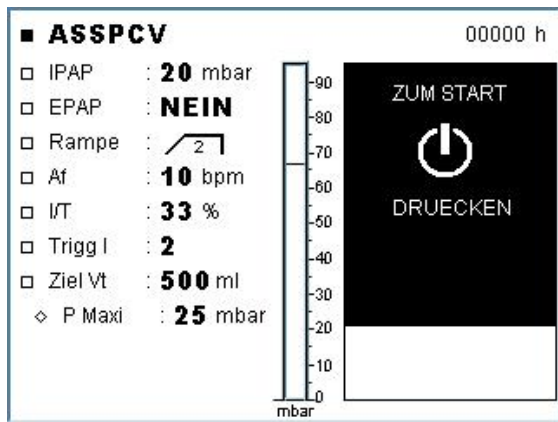 ASSPCV 00000 h
IPAP : 20 mbar
EPAP : NEIN
Rampe : 2
Af : 10 bpm
I/T : 33 %
Trigg I : 2
Ziel Vt : 500 ml
P Maxi : 25 mbar
90
80
70
60
50
40
30
20
10
0
mbar
ZUM START
DRUECKEN